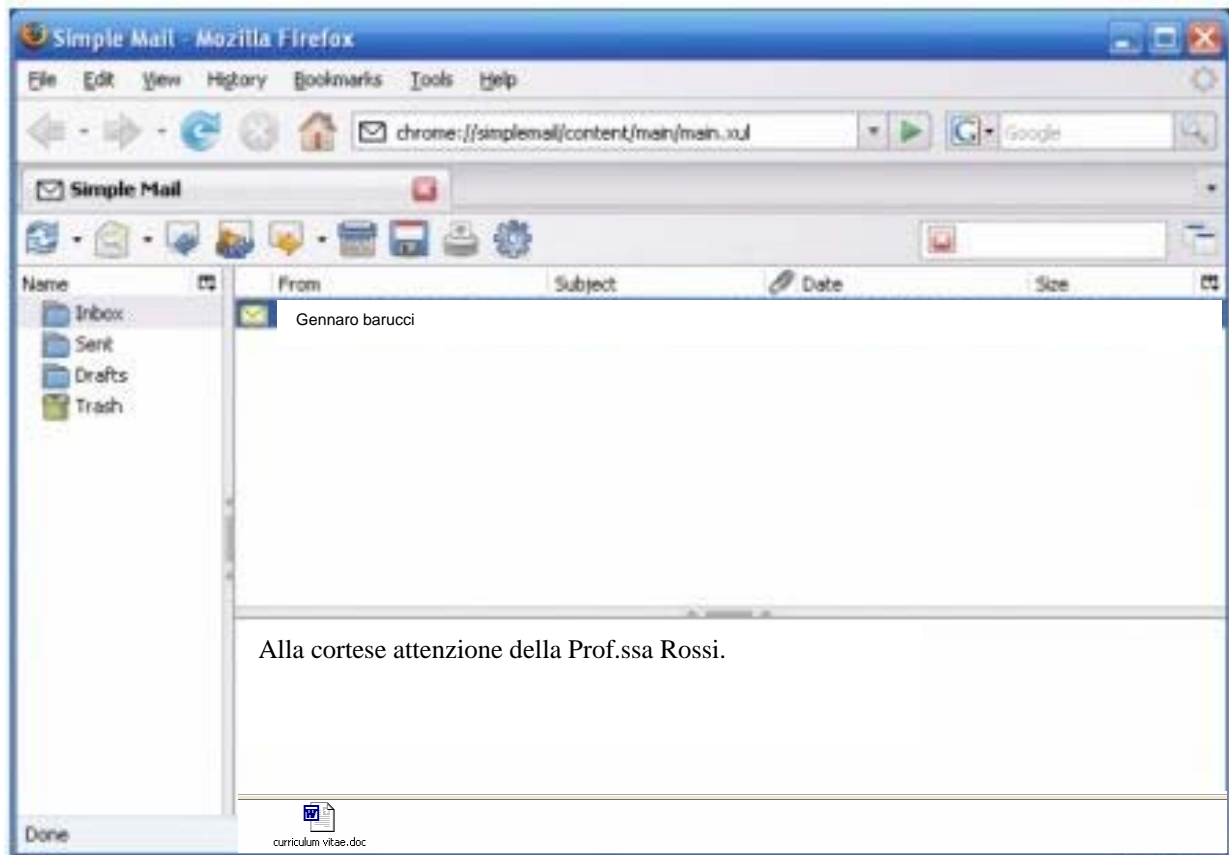 Simple Mail - Mozilla Firefox
File Edit View History Bookmarks Tools Help
chrome://simplemail/content/main/main.xul
Google
Simple Mail
Name From Subject Date Size
Inbox
Gennaro barucci
Sent
Drafts
Trash
Alla cortese attenzione della Prof.ssa Rossi.
curriculum vitae.doc
Done